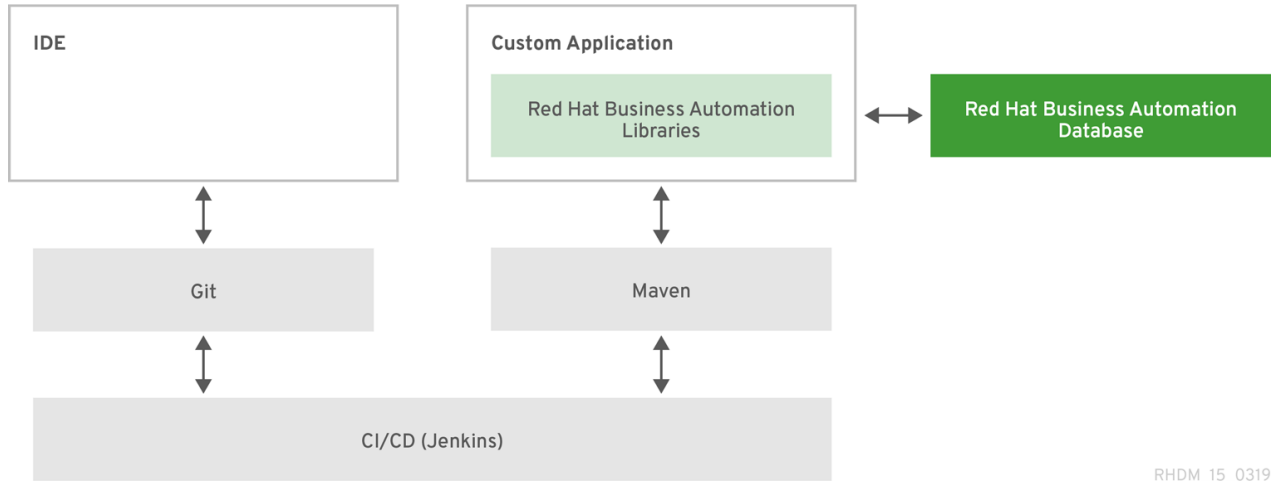 IDE
Custom Application
Red Hat Business Automation
Libraries
Red Hat Business Automation
Database
Git
Maven
CI/CD (Jenkins)
RHDM 15 0319